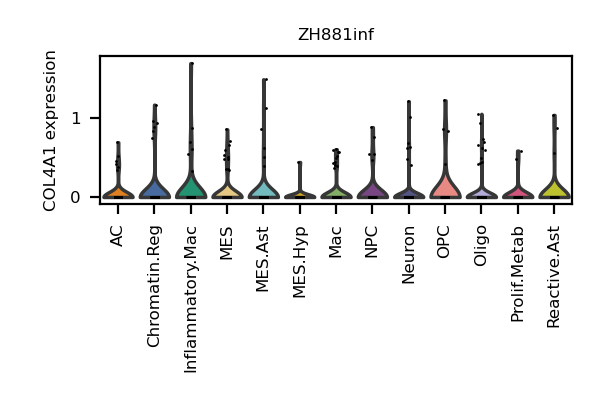 ZH881inf
COL4A1 expression
1
0
AC
Chromatin.Reg
Inflammatory.Mac
MES
MES.Ast
MES.Hyp
Mac
NPC
Neuron
OPC
Oligo
Prolif.Metab
Reactive.Ast